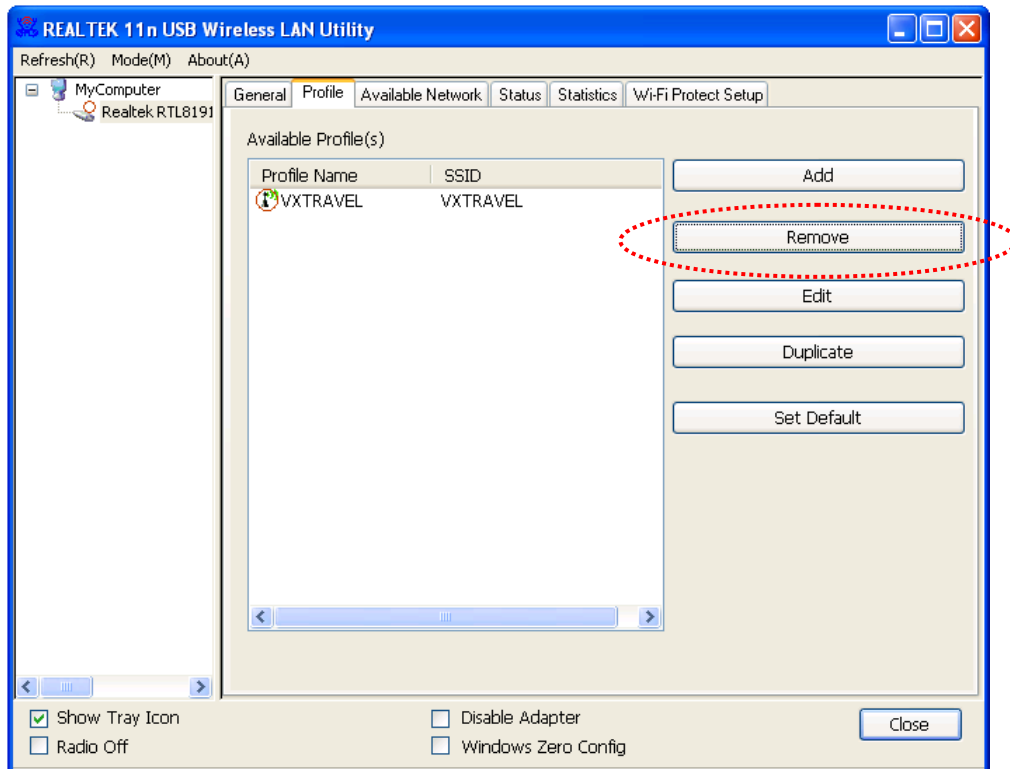 REALTEK 11n USB Wireless LAN Utility
Refresh(R) Mode(M) About(A)
MyComputer
Realtek RTL8191
General Profile Available Network Status Statistics Wi-Fi Protect Setup
Available Profile(s)
Profile Name SSID
VXTRAVEL VXTRAVEL
Add
Remove
Edit
Duplicate
Set Default
Show Tray Icon
Radio Off
Disable Adapter
Windows Zero Config
Close